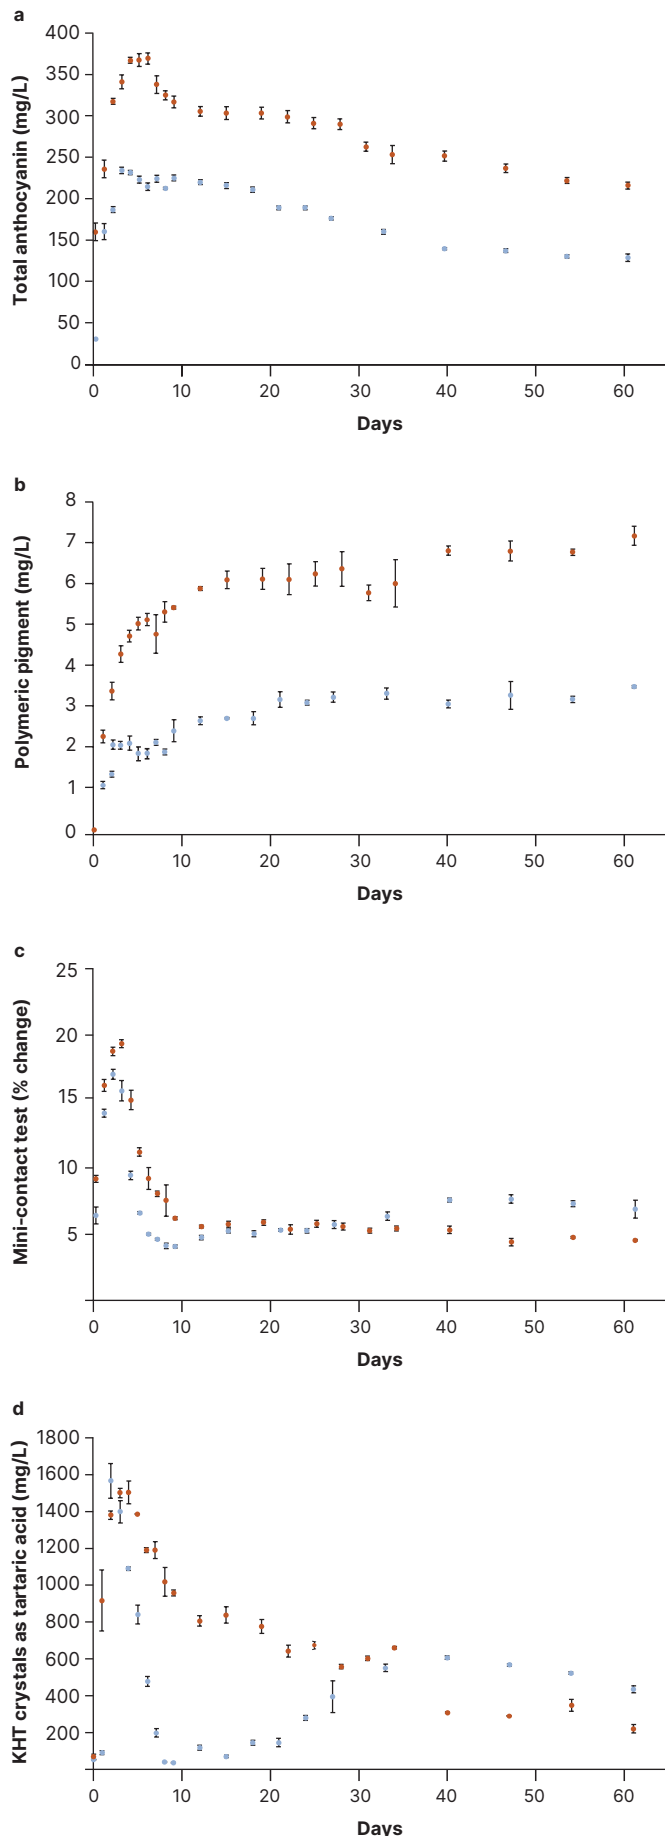 a
Total anthocyanin (mg/L)
400
350
300
250
200
150
100
50
0
0 10 20 30 40 50 60
Days
b
Polymeric pigment (mg/L)
8
7
6
5
4
3
2
1
0
0 10 20 30 40 50 60
Days
c
Mini-contact test (% change)
25
20
15
10
5
0 10 20 30 40 50 60
Days
d
KHT crystals as tartaric acid (mg/L)
1800
1600
1400
1200
1000
800
600
400
200
0 10 20 30 40 50 60
Days